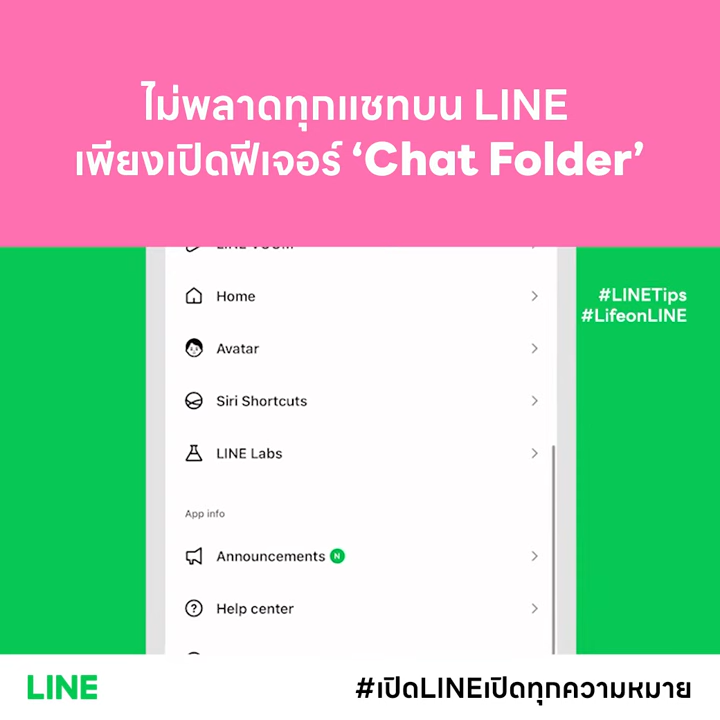 ไม่พลาดทุกแชทบน LINE
เพียงเปิดฟีเจอร์ ‘Chat Folder’
LINE VOOM
Home
#LINETips
#LifeonLINE
Avatar
Siri Shortcuts
LINE Labs
App info
Announcements N
Help center
LINE
#เปิดLINEเปิดทุกความหมาย